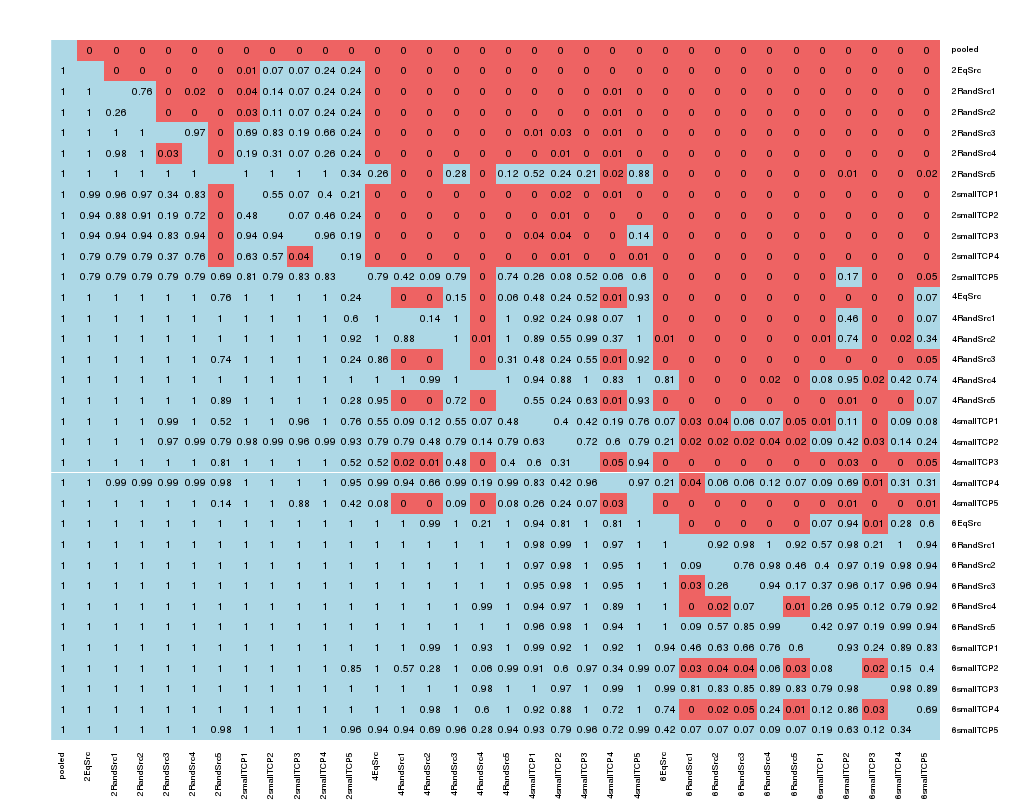 0 0 0 0 0 0 0 0 0 0 0 0 0 0 0 0 0 0 0 0 0 0 0 0 0 0 0 0 0 0 0 0 0 pooled
1 0 0 0 0 0 0.01 0.07 0.07 0.24 0.24 0 0 0 0 0 0 0 0 0 0 0 0 0 0 0 0 0 0 0 0 0 0 2EqSrc
1 1 0.76 0 0.02 0 0.04 0.14 0.07 0.24 0.24 0 0 0 0 0 0 0 0 0 0.01 0 0 0 0 0 0 0 0 0 0 0 0 2RandSrc1
1 1 0.26 0 0 0 0.03 0.11 0.07 0.24 0.24 0 0 0 0 0 0 0 0 0 0.01 0 0 0 0 0 0 0 0 0 0 0 0 2RandSrc2
1 1 1 1 0.97 0 0.69 0.83 0.19 0.66 0.24 0 0 0 0 0 0 0.01 0.03 0 0.01 0 0 0 0 0 0 0 0 0 0 0 0 2RandSrc3
1 1 0.98 1 0.03 0 0.19 0.31 0.07 0.26 0.24 0 0 0 0 0 0 0 0.01 0 0.01 0 0 0 0 0 0 0 0 0 0 0 0 2RandSrc4
1 1 1 1 1 1 1 1 1 1 0.34 0.26 0 0 0.28 0 0.12 0.52 0.24 0.21 0.02 0.88 0 0 0 0 0 0 0 0.01 0 0 0.02 2RandSrc5
1 0.99 0.96 0.97 0.34 0.83 0 0.55 0.07 0.4 0.21 0 0 0 0 0 0 0 0.02 0 0.01 0 0 0 0 0 0 0 0 0 0 0 0 2smallTCP1
1 0.94 0.88 0.91 0.19 0.72 0 0.48 0.07 0.46 0.21 0 0 0 0 0 0 0 0.01 0 0 0 0 0 0 0 0 0 0 0 0 0 0 2smallTCP2
1 0.94 0.94 0.94 0.83 0.94 0 0.94 0.94 0.96 0.19 0 0 0 0 0 0 0.04 0.04 0 0 0.14 0 0 0 0 0 0 0 0 0 0 0 2smallTCP3
1 0.79 0.79 0.79 0.37 0.76 0 0.63 0.57 0.04 0.19 0 0 0 0 0 0 0 0.01 0 0 0.01 0 0 0 0 0 0 0 0 0 0 0 2smallTCP4
1 0.79 0.79 0.79 0.79 0.79 0.69 0.81 0.79 0.83 0.83 0.79 0.42 0.09 0.79 0 0.74 0.26 0.08 0.52 0.06 0.6 0 0 0 0 0 0 0 0.17 0 0 0.05 2smallTCP5
1 1 1 1 1 1 0.76 1 1 1 1 0.24 0 0 0.15 0 0.06 0.48 0.24 0.52 0.01 0.93 0 0 0 0 0 0 0 0 0 0 0.07 4EqSrc
1 1 1 1 1 1 1 1 1 1 1 0.6 1 0.14 1 0 1 0.92 0.24 0.98 0.07 1 0 0 0 0 0 0 0 0.46 0 0 0.07 4RandSrc1
1 1 1 1 1 1 1 1 1 1 1 0.92 1 0.88 1 0.01 1 0.89 0.55 0.99 0.37 1 0.01 0 0 0 0 0 0.01 0.74 0 0.02 0.34 4RandSrc2
1 1 1 1 1 1 0.74 1 1 1 1 0.24 0.86 0 0 0 0.31 0.48 0.24 0.55 0.01 0.92 0 0 0 0 0 0 0 0 0 0 0.05 4RandSrc3
1 1 1 1 1 1 1 1 1 1 1 1 1 1 0.99 1 1 0.94 0.88 1 0.83 1 0.81 0 0 0 0.02 0 0.08 0.95 0.02 0.42 0.74 4RandSrc4
1 1 1 1 1 1 0.89 1 1 1 1 0.28 0.95 0 0 0.72 0 0.55 0.24 0.63 0.01 0.93 0 0 0 0 0 0 0 0.01 0 0 0.07 4RandSrc5
1 1 1 1 0.99 1 0.52 1 1 0.96 1 0.76 0.55 0.09 0.12 0.55 0.07 0.48 0.4 0.42 0.19 0.76 0.07 0.03 0.04 0.06 0.07 0.05 0.01 0.11 0 0.09 0.08 4smallTCP1
1 1 1 1 0.97 0.99 0.79 0.98 0.99 0.96 0.99 0.93 0.79 0.79 0.48 0.79 0.14 0.79 0.63 0.72 0.6 0.79 0.21 0.02 0.02 0.02 0.04 0.02 0.09 0.42 0.03 0.14 0.24 4smallTCP2
1 1 1 1 1 1 0.81 1 1 1 1 0.52 0.52 0.02 0.01 0.48 0 0.4 0.6 0.31 0.05 0.94 0 0 0 0 0 0 0 0.03 0 0 0.05 4smallTCP3
1 1 0.99 0.99 0.99 0.99 0.98 1 1 1 1 0.95 0.99 0.94 0.66 0.99 0.19 0.99 0.83 0.42 0.96 0.97 0.21 0.04 0.06 0.06 0.12 0.07 0.09 0.69 0.01 0.31 0.31 4smallTCP4
1 1 1 1 1 1 0.14 1 1 0.88 1 0.42 0.08 0 0 0.09 0 0.08 0.26 0.24 0.07 0.03 0 0 0 0 0 0 0 0.01 0 0 0.01 4smallTCP5
1 1 1 1 1 1 1 1 1 1 1 1 1 1 0.99 1 0.21 1 0.94 0.81 1 0.81 1 0 0 0 0 0 0.07 0.94 0.01 0.28 0.6 6EqSrc
1 1 1 1 1 1 1 1 1 1 1 1 1 1 1 1 1 1 0.98 0.99 1 0.97 1 1 0.92 0.98 1 0.92 0.57 0.98 0.21 1 0.94 6RandSrc1
1 1 1 1 1 1 1 1 1 1 1 1 1 1 1 1 1 1 0.97 0.98 1 0.95 1 1 0.09 0.76 0.98 0.46 0.4 0.97 0.19 0.98 0.94 6RandSrc2
1 1 1 1 1 1 1 1 1 1 1 1 1 1 1 1 1 1 0.95 0.98 1 0.95 1 1 0.03 0.26 0.94 0.17 0.37 0.96 0.17 0.96 0.94 6RandSrc3
1 1 1 1 1 1 1 1 1 1 1 1 1 1 1 1 0.99 1 0.94 0.97 1 0.89 1 1 0 0.02 0.07 0.01 0.26 0.95 0.12 0.79 0.92 6RandSrc4
1 1 1 1 1 1 1 1 1 1 1 1 1 1 1 1 1 1 0.96 0.98 1 0.94 1 1 0.09 0.57 0.85 0.99 0.42 0.97 0.19 0.99 0.94 6RandSrc5
1 1 1 1 1 1 1 1 1 1 1 1 1 1 0.99 1 0.93 1 0.99 0.92 1 0.92 1 0.94 0.46 0.63 0.66 0.76 0.6 0.93 0.24 0.89 0.83 6smallTCP1
1 1 1 1 1 1 1 1 1 1 1 0.85 1 0.57 0.28 1 0.06 0.99 0.91 0.6 0.97 0.34 0.99 0.07 0.03 0.04 0.04 0.06 0.03 0.08 0.02 0.15 0.4 6smallTCP2
1 1 1 1 1 1 1 1 1 1 1 1 1 1 1 1 0.98 1 1 0.97 1 0.99 1 0.99 0.81 0.83 0.85 0.89 0.83 0.79 0.98 0.98 0.89 6smallTCP3
1 1 1 1 1 1 1 1 1 1 1 1 1 1 0.98 1 0.6 1 0.92 0.88 1 0.72 1 0.74 0 0.02 0.05 0.24 0.01 0.12 0.86 0.03 0.69 6smallTCP4
1 1 1 1 1 1 0.98 1 1 1 1 0.96 0.94 0.94 0.69 0.96 0.28 0.94 0.93 0.79 0.96 0.72 0.99 0.42 0.07 0.07 0.07 0.09 0.07 0.19 0.63 0.12 0.34 6smallTCP5
pooled 2EqSrc 2RandSrc1 2RandSrc2 2RandSrc3 2RandSrc4 2RandSrc5 2smallTCP1 2smallTCP2 2smallTCP3 2smallTCP4 2smallTCP5 4EqSrc 4RandSrc1 4RandSrc2 4RandSrc3 4RandSrc4 4RandSrc5 4smallTCP1 4smallTCP2 4smallTCP3 4smallTCP4 4smallTCP5 6EqSrc 6RandSrc1 6RandSrc2 6RandSrc3 6RandSrc4 6RandSrc5 6smallTCP1 6smallTCP2 6smallTCP3 6smallTCP4 6smallTCP5